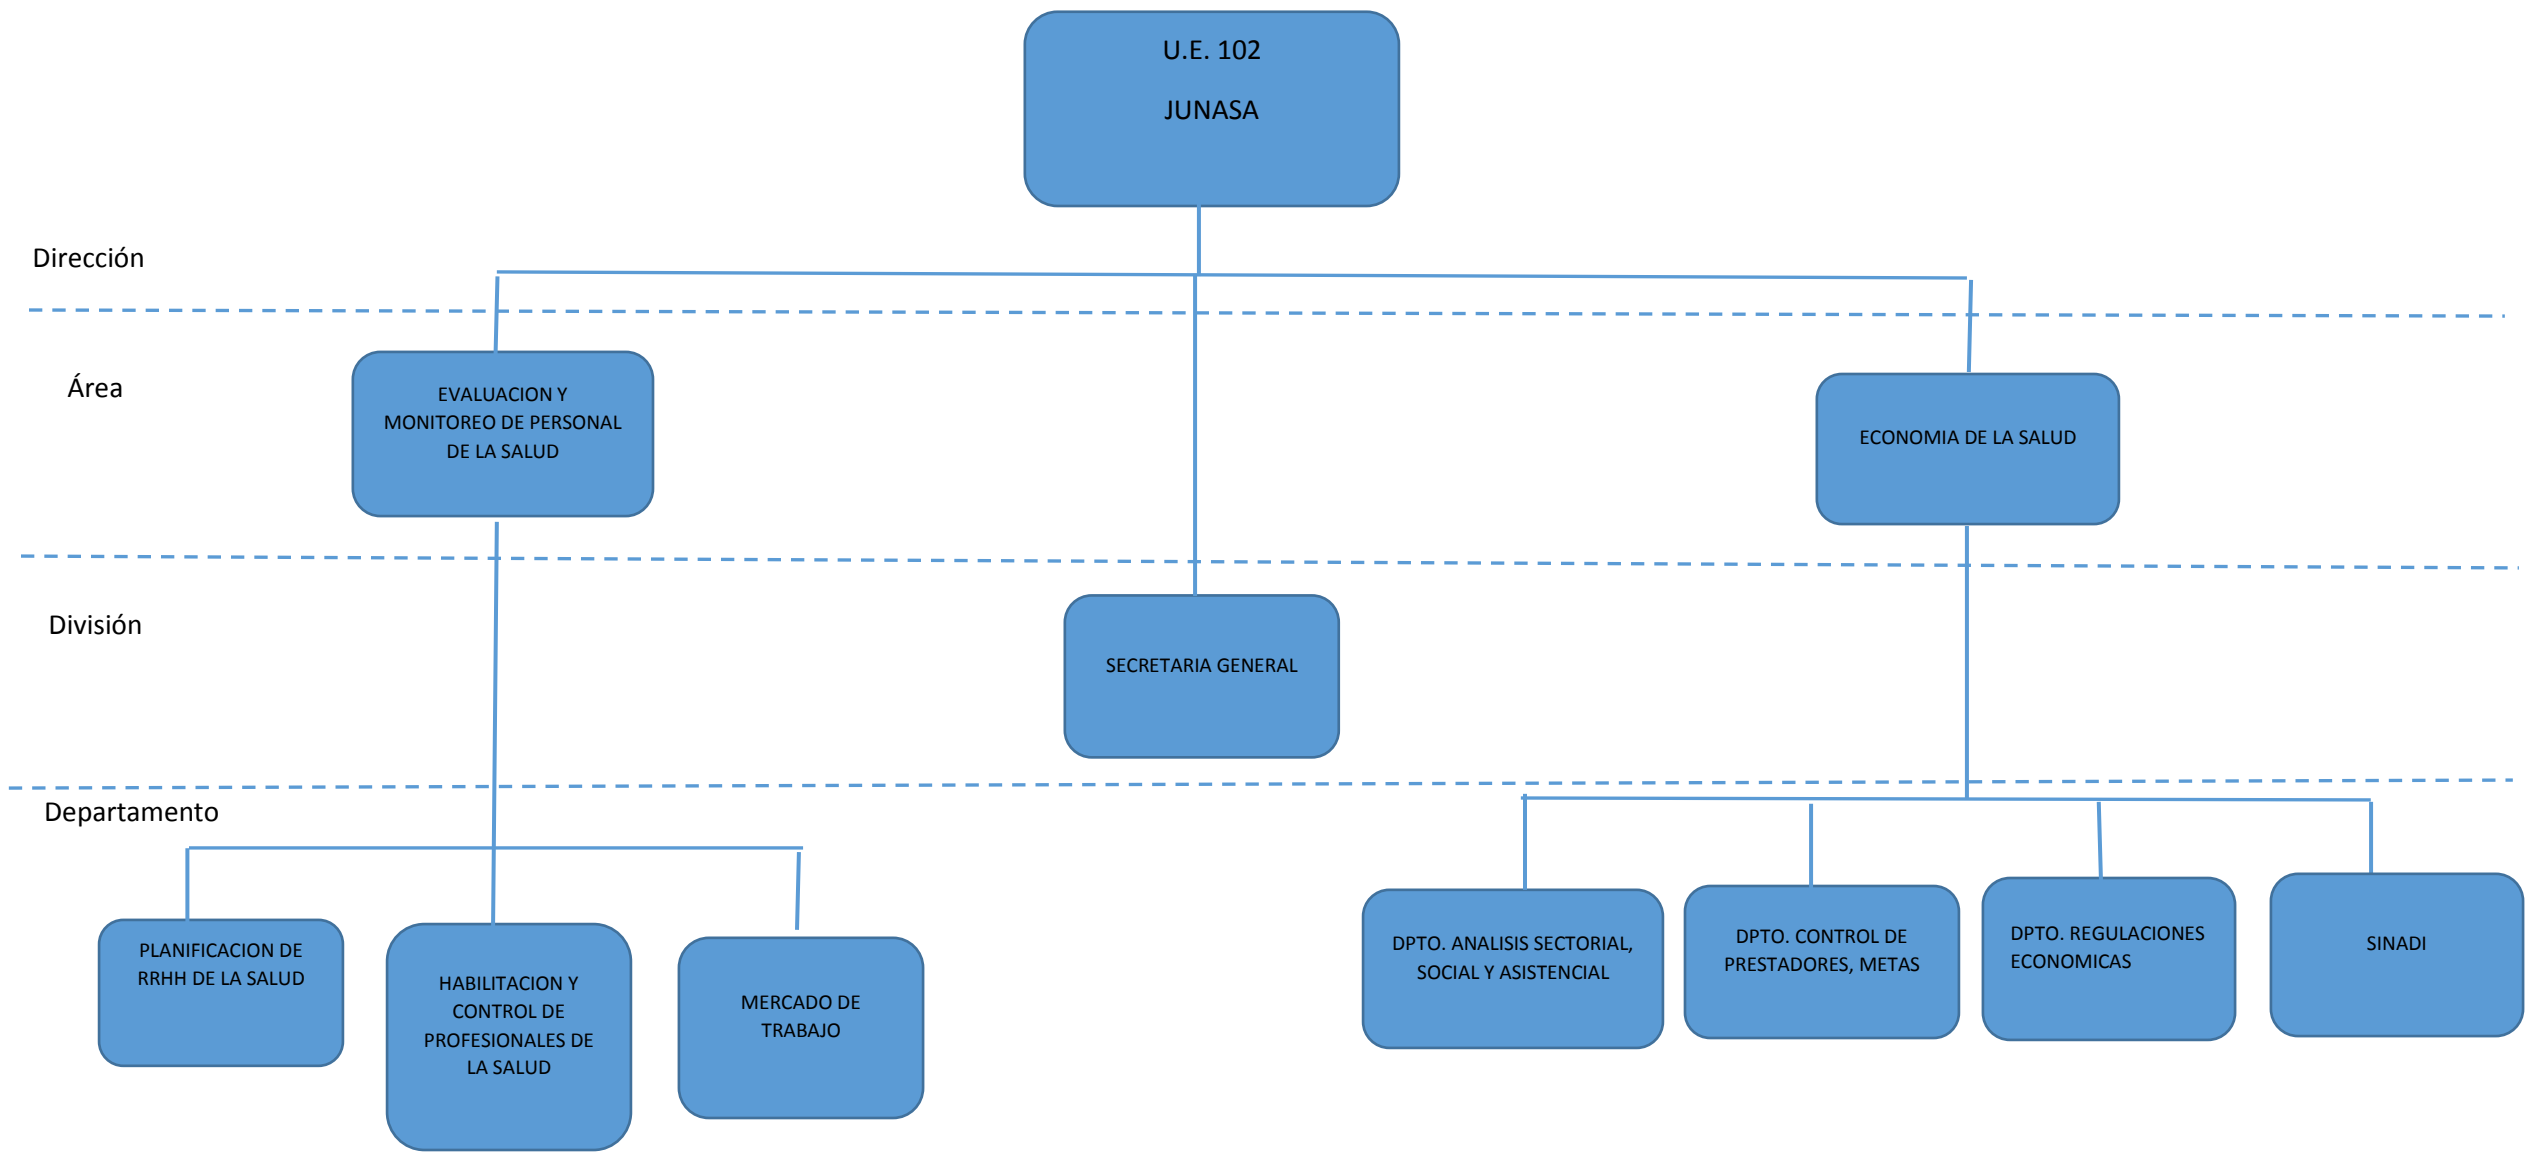 U.E. 102
JUNASA
Dirección
Área
EVALUACION Y
MONITOREO DE PERSONAL
DE LA SALUD
ECONOMIA DE LA SALUD
División
SECRETARIA GENERAL
Departamento
PLANIFICACION DE
RRHH DE LA SALUD
HABILITACION Y
CONTROL DE
PROFESIONALES DE
LA SALUD
MERCADO DE
TRABAJO
DPTO. ANALISIS SECTORIAL,
SOCIAL Y ASISTENCIAL
DPTO. CONTROL DE
PRESTADORES, METAS
DPTO. REGULACIONES
ECONOMICAS
SINADI